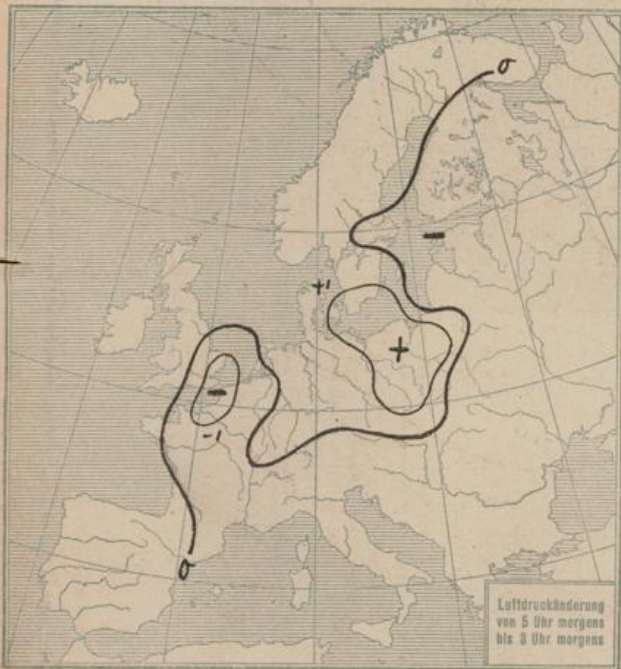 0
−
+1
+
−
-1
0
Luftdruckänderung
von 5 Uhr morgens
bis 8 Uhr morgens